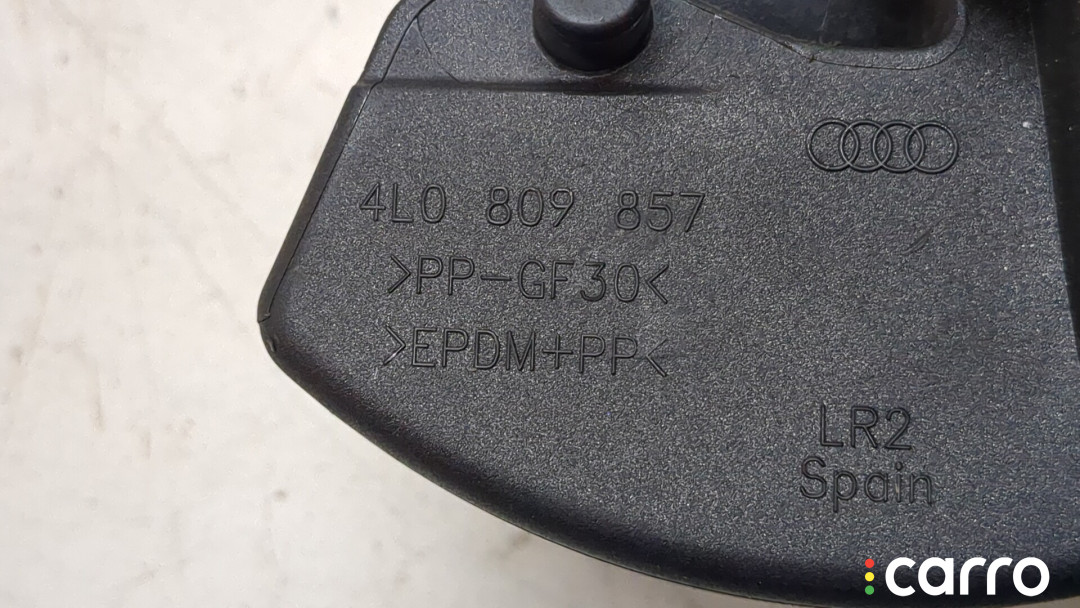 4L0 809 857
>PP-GF30<
>EPDM+PP<
LR2
Spain
carro